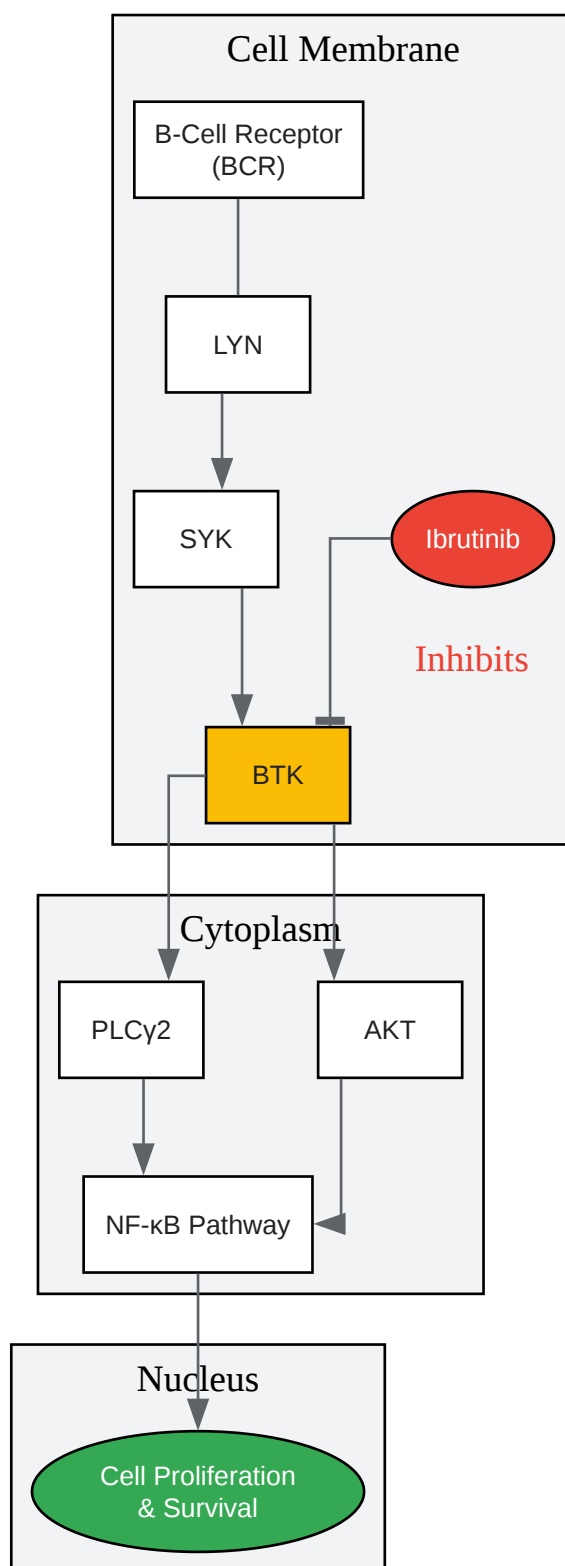 Cell Membrane
B-Cell Receptor
(BCR)
LYN
SYK
Ibrutinib
Inhibits
BTK
Cytoplasm
PLCγ2
AKT
NF-κB Pathway
Nucleus
Cell Proliferation
& Survival